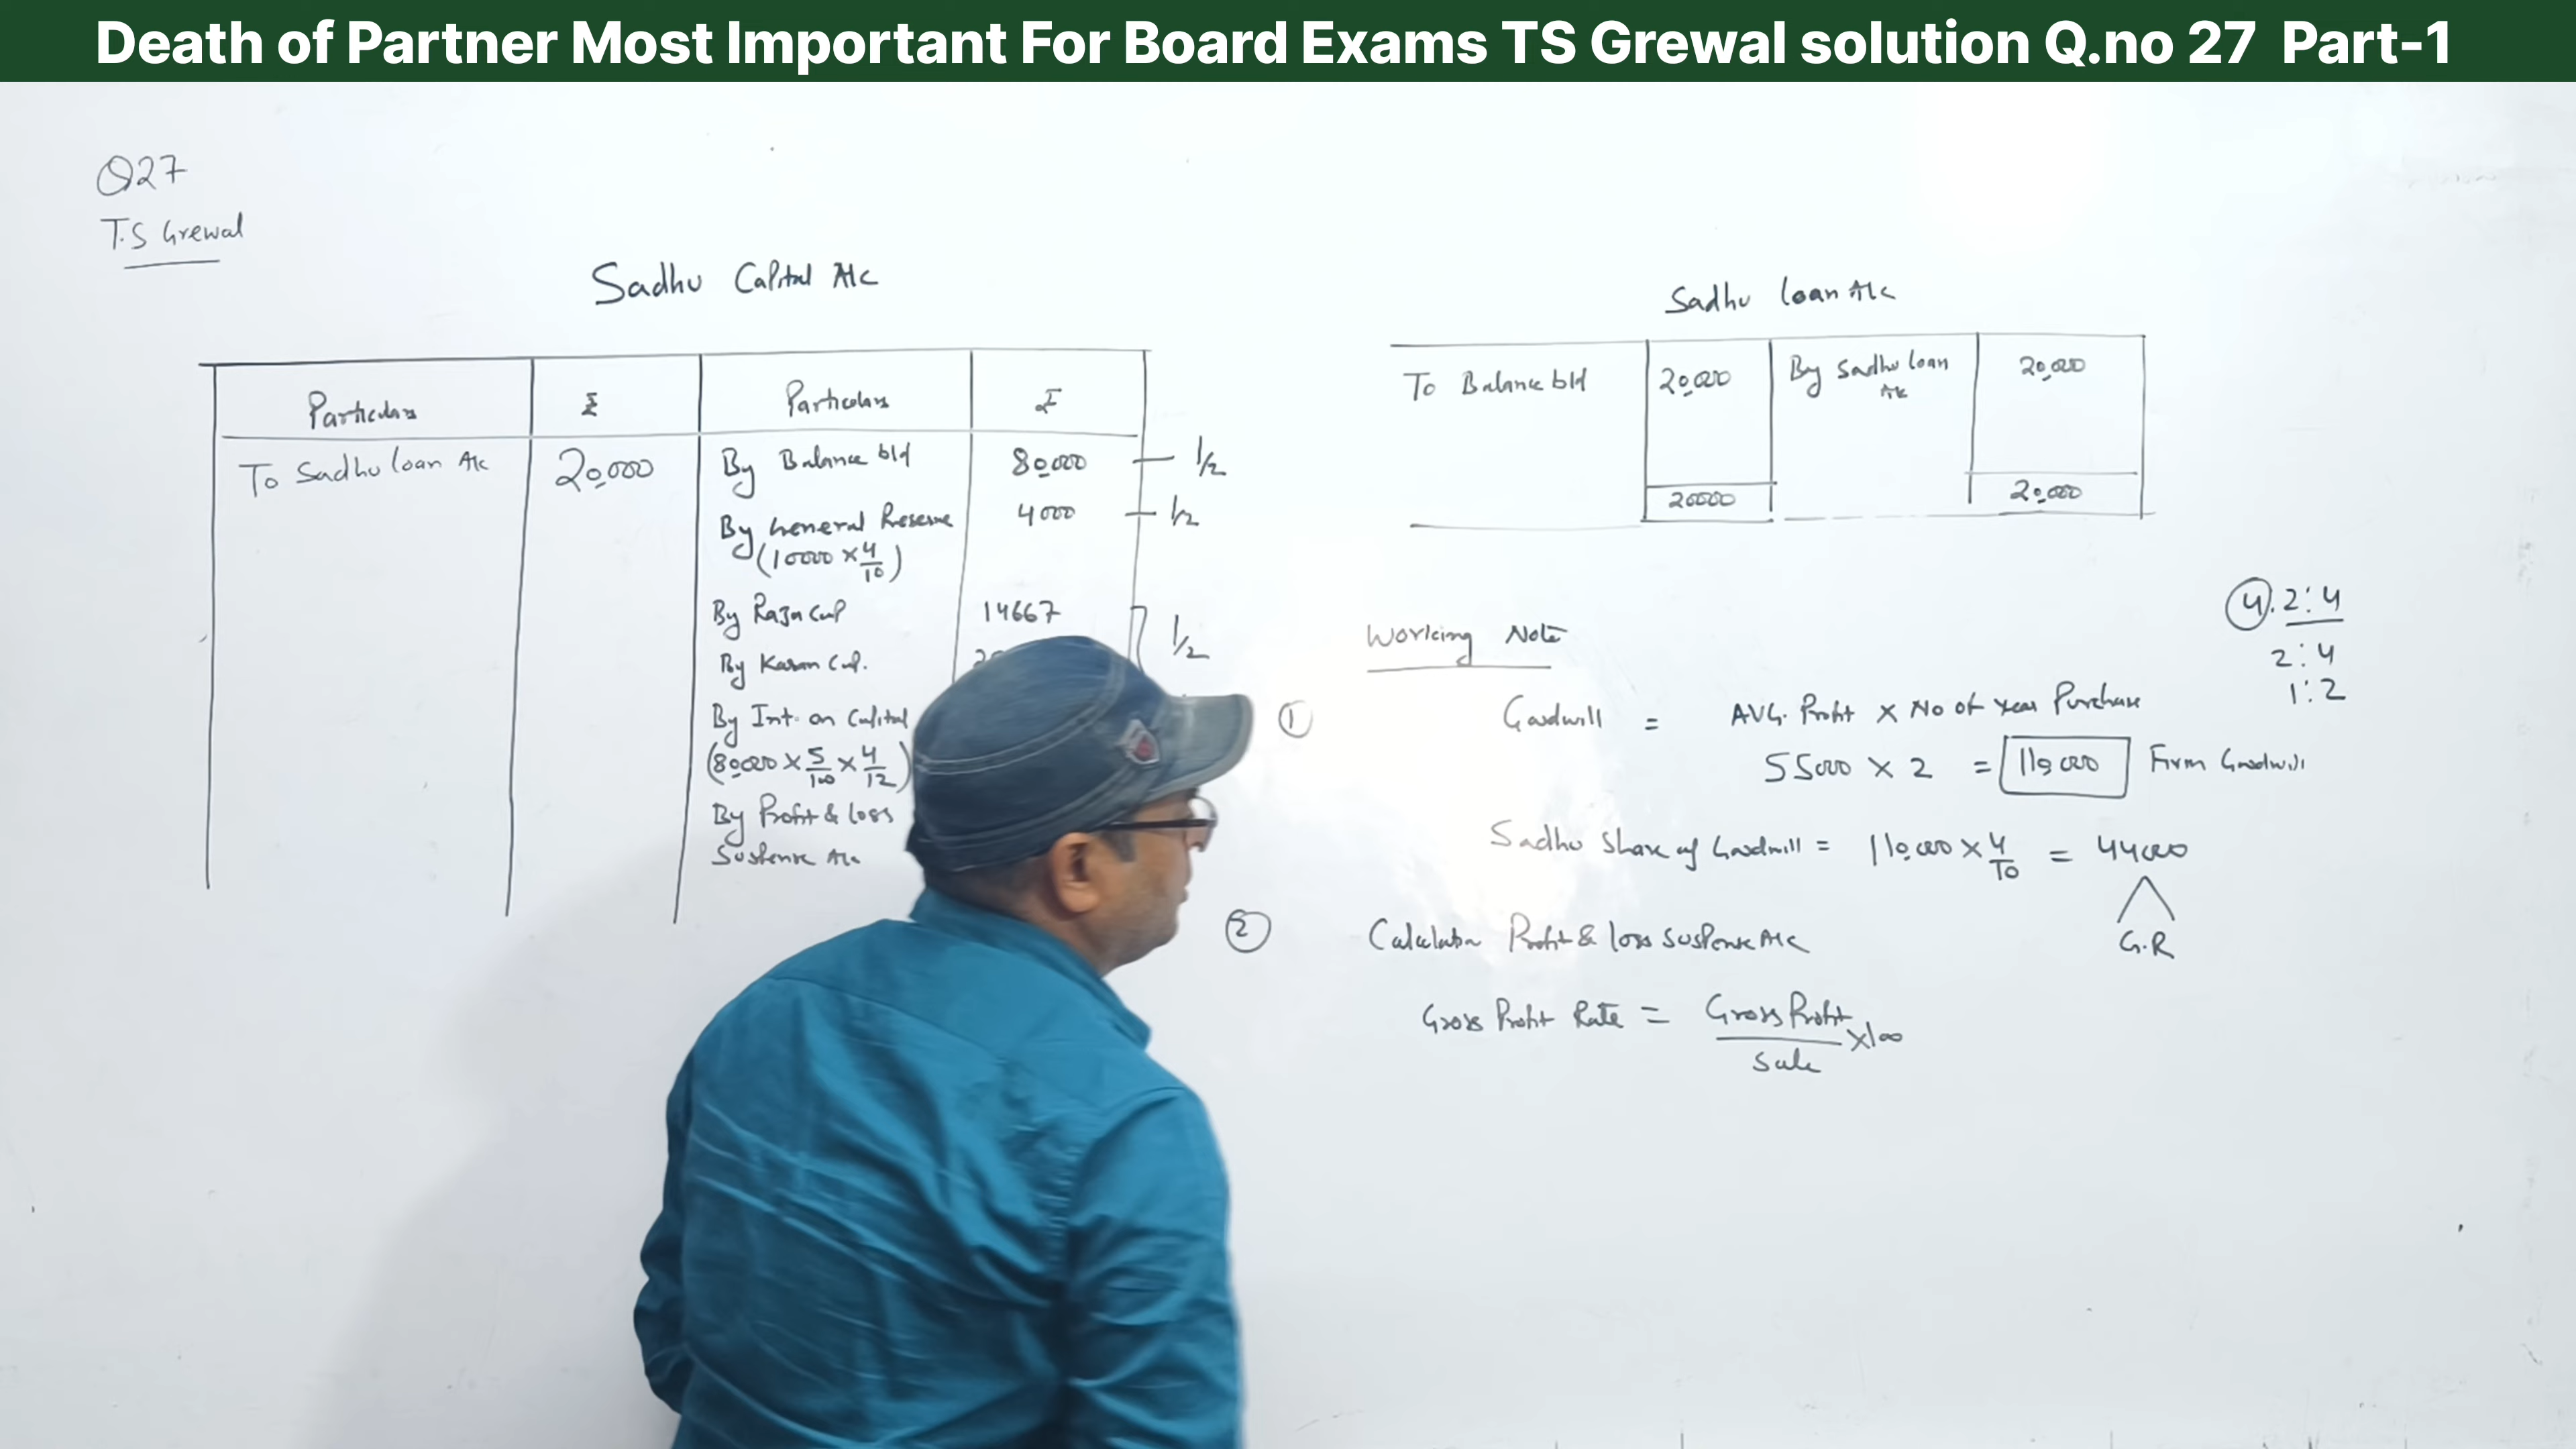 Death of Partner Most Important For Board Exams TS Grewal solution Q.no 27 Part-1
Q27
T.S Grewal
Sadhu Capital A/c
Particulars ₹ Particulars ₹
To Sadhu loan A/c 20,000 By Balance b/d 80,000 1/2
By General Reserve 4000 1/2
(10000 × 4/10)
By Raja Cap 14667 1/2
By Karan Cap.
By Int. on Capital
(80,000 × 5/100 × 4/12)
By Profit & loss
Suspense A/c
Sadhu loan A/c
To Balance b/d 20,000 By Sadhu loan A/c 20,000
20000 20,000
4:2:4
2:4
1:2
Working Note
① Goodwill = AVG. Profit × No of year Purchase
55000 × 2 = 110,000 Firm Goodwill
Sadhu Share of Goodwill = 110,000 × 4/10 = 44000
G.R
② Calculation Profit & loss Suspense A/c
Gross Profit Rate = Gross Profit/Sale ×100